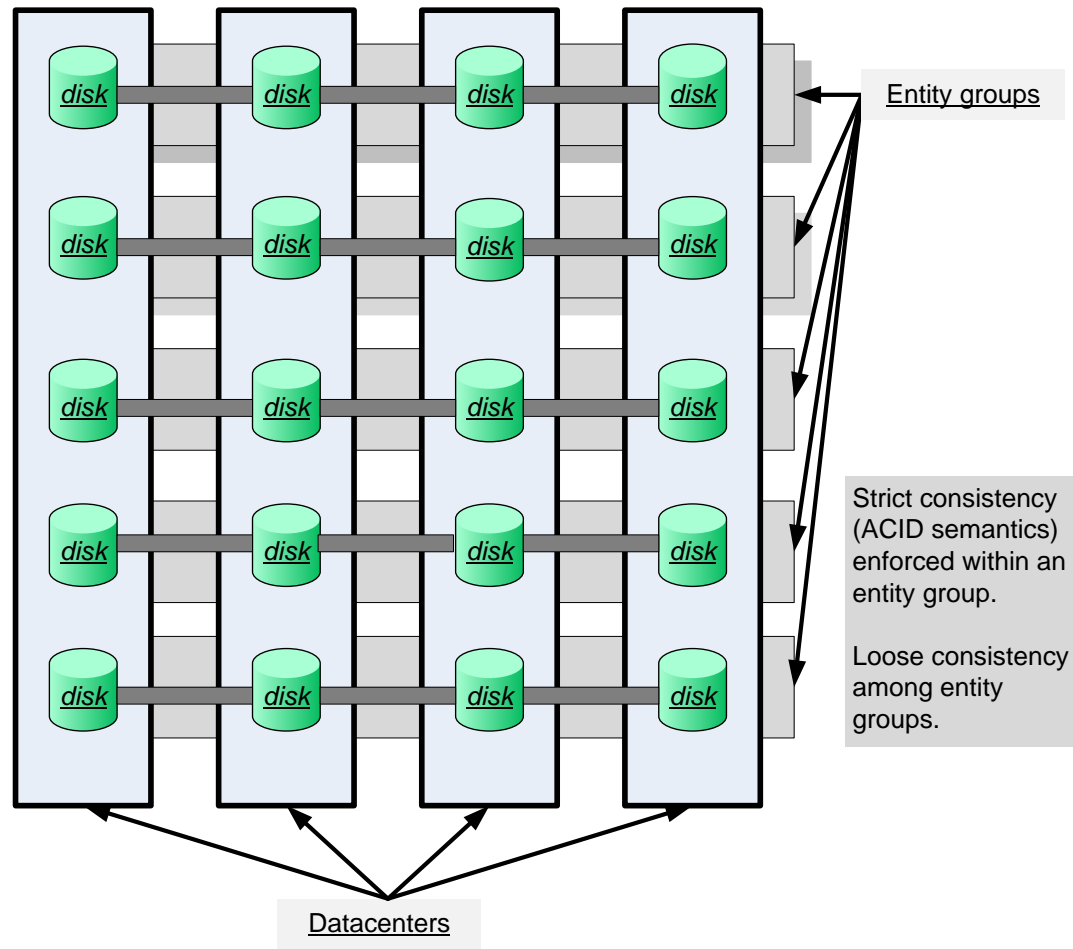 disk disk disk disk
Entity groups
disk disk disk disk
disk disk disk disk
Strict consistency
(ACID semantics)
enforced within an
entity group.
disk disk disk disk
Loose consistency
among entity
groups.
disk disk disk disk
Datacenters